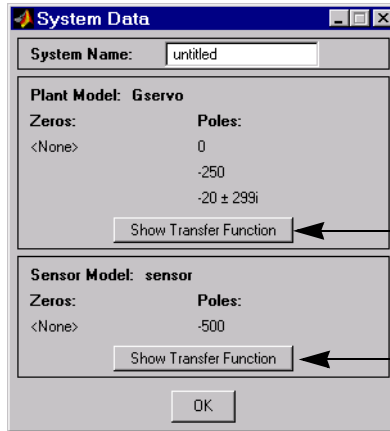 System Data
System Name: untitled
Plant Model: Gservo
Zeros: Poles:
<None> 0
-250
-20 ± 299i
Show Transfer Function
Sensor Model: sensor
Zeros: Poles:
<None> -500
Show Transfer Function
OK